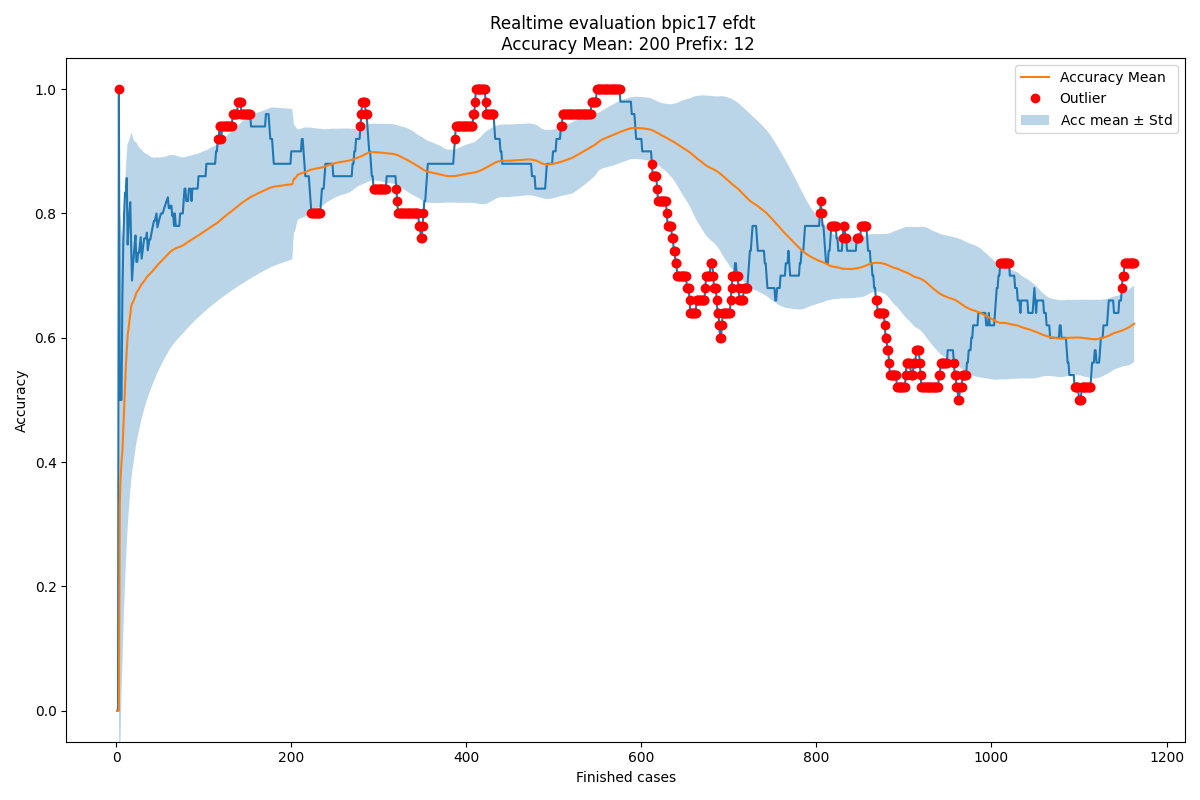 Realtime evaluation bpic17 efdt
Accuracy Mean: 200 Prefix: 12
Accuracy Mean
Outlier
Acc mean ± Std
Accuracy
1.0
0.8
0.6
0.4
0.2
0.0
0 200 400 600 800 1000 1200
Finished cases